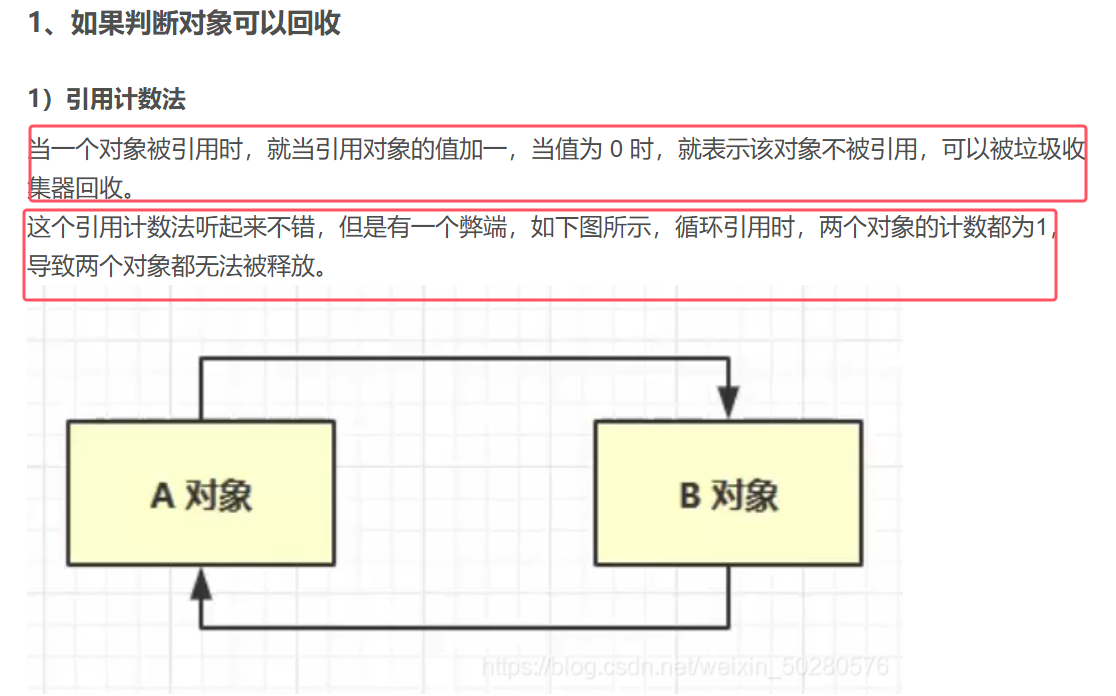 1、如果判断对象可以回收
1）引用计数法
当一个对象被引用时，就当引用对象的值加一，当值为 0 时，就表示该对象不被引用，可以被垃圾收
集器回收。
这个引用计数法听起来不错，但是有一个弊端，如下图所示，循环引用时，两个对象的计数都为1，
导致两个对象都无法被释放。
A 对象
B 对象
https://blog.csdn.net/weixin_50280576